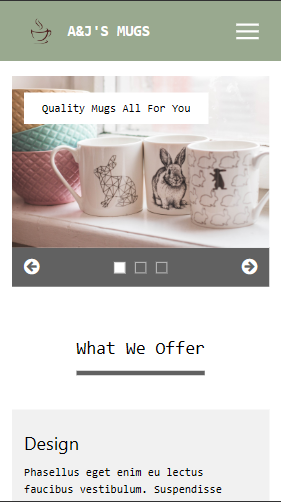 A&J'S MUGS
Quality Mugs All For You
What We Offer
Design
Phasellus eget enim eu lectus
faucibus vestibulum. Suspendisse